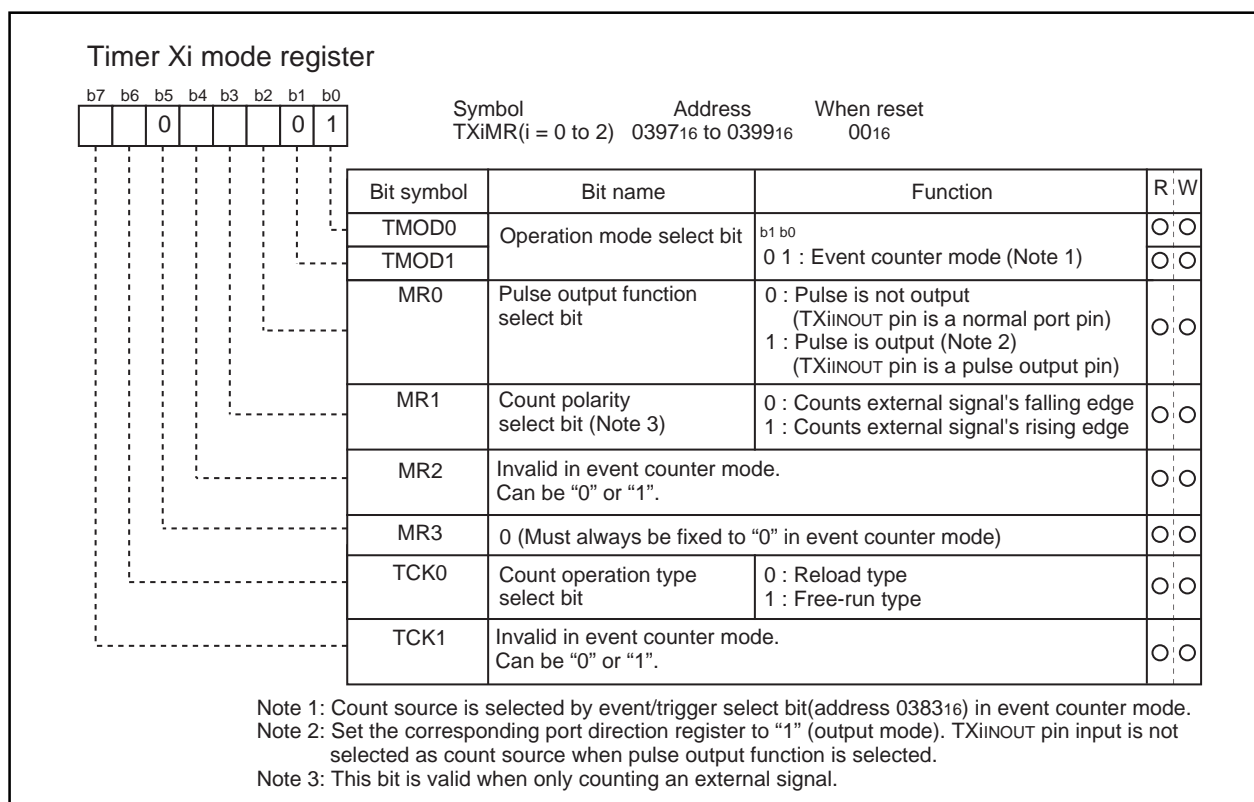 Timer Xi mode register
b7 b6 b5 b4 b3 b2 b1 b0
0 0 1
Symbol Address When reset
TXiMR(i = 0 to 2) 039716 to 039916 0016
Bit symbol Bit name Function R W
TMOD0 Operation mode select bit b1 b0
TMOD1 0 1 : Event counter mode (Note 1)
MR0 Pulse output function 0 : Pulse is not output
select bit (TXiINOUT pin is a normal port pin)
1 : Pulse is output (Note 2)
(TXiINOUT pin is a pulse output pin)
MR1 Count polarity 0 : Counts external signal's falling edge
select bit (Note 3) 1 : Counts external signal's rising edge
MR2 Invalid in event counter mode.
Can be “0” or “1”.
MR3 0 (Must always be fixed to “0” in event counter mode)
TCK0 Count operation type 0 : Reload type
select bit 1 : Free-run type
TCK1 Invalid in event counter mode.
Can be “0” or “1”.
Note 1: Count source is selected by event/trigger select bit(address 038316) in event counter mode.
Note 2: Set the corresponding port direction register to “1” (output mode). TXiINOUT pin input is not
selected as count source when pulse output function is selected.
Note 3: This bit is valid when only counting an external signal.